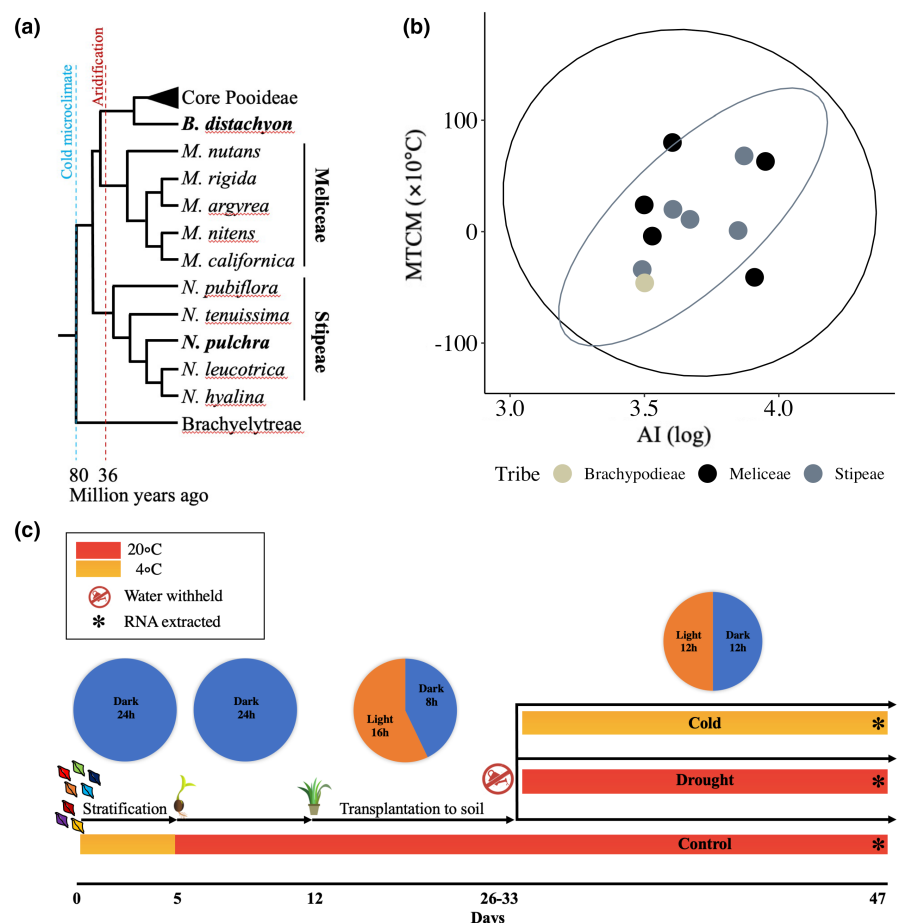 (a)
Cold microclimate
Aridification
Core Pooideae
B. distachyon
M. nutans
M. rigida
M. argyrea
M. nitens
M. californica
Meliceae
N. pubiflora
N. tenuissima
N. pulchra
N. leucotrica
N. hyalina
Stipeae
Brachyelytreae
80 36
Million years ago
(b)
MTCM (×10°C)
100
0
-100
3.0 3.5 4.0
AI (log)
Tribe Brachypodieae Meliceae Stipeae
(c)
20∘C
4∘C
Water withheld
* RNA extracted
Dark
24h
Dark
24h
Light
16h
Dark
8h
Light
12h
Dark
12h
Cold *
Drought *
Stratification
Transplantation to soil
Control *
0 5 12 26-33 47
Days